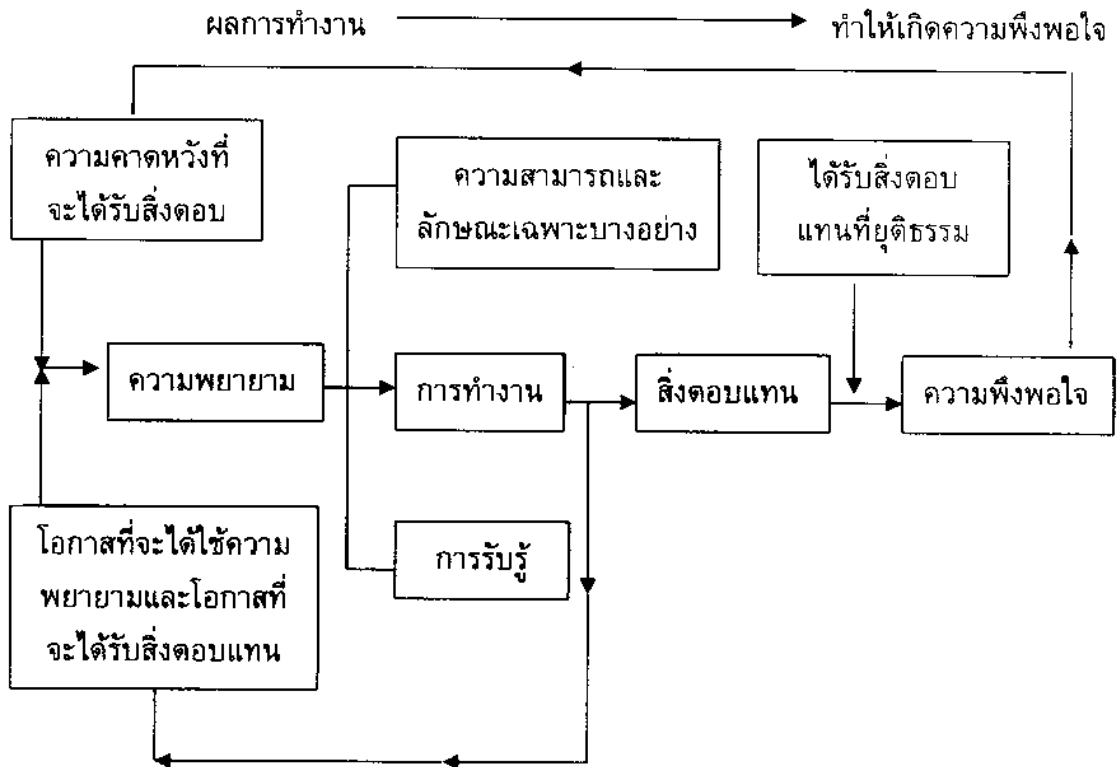 ผลการทำงาน
ทำให้เกิดความพึงพอใจ
ความคาดหวังที่
จะได้รับสิ่งตอบ
ความสามารถและ
ลักษณะเฉพาะบางอย่าง
ได้รับสิ่งตอบ
แทนที่ยุติธรรม
ความพยายาม
การทำงาน
สิ่งตอบแทน
ความพึงพอใจ
โอกาสที่จะได้ใช้ความ
พยายามและโอกาสที่
จะได้รับสิ่งตอบแทน
การรับรู้